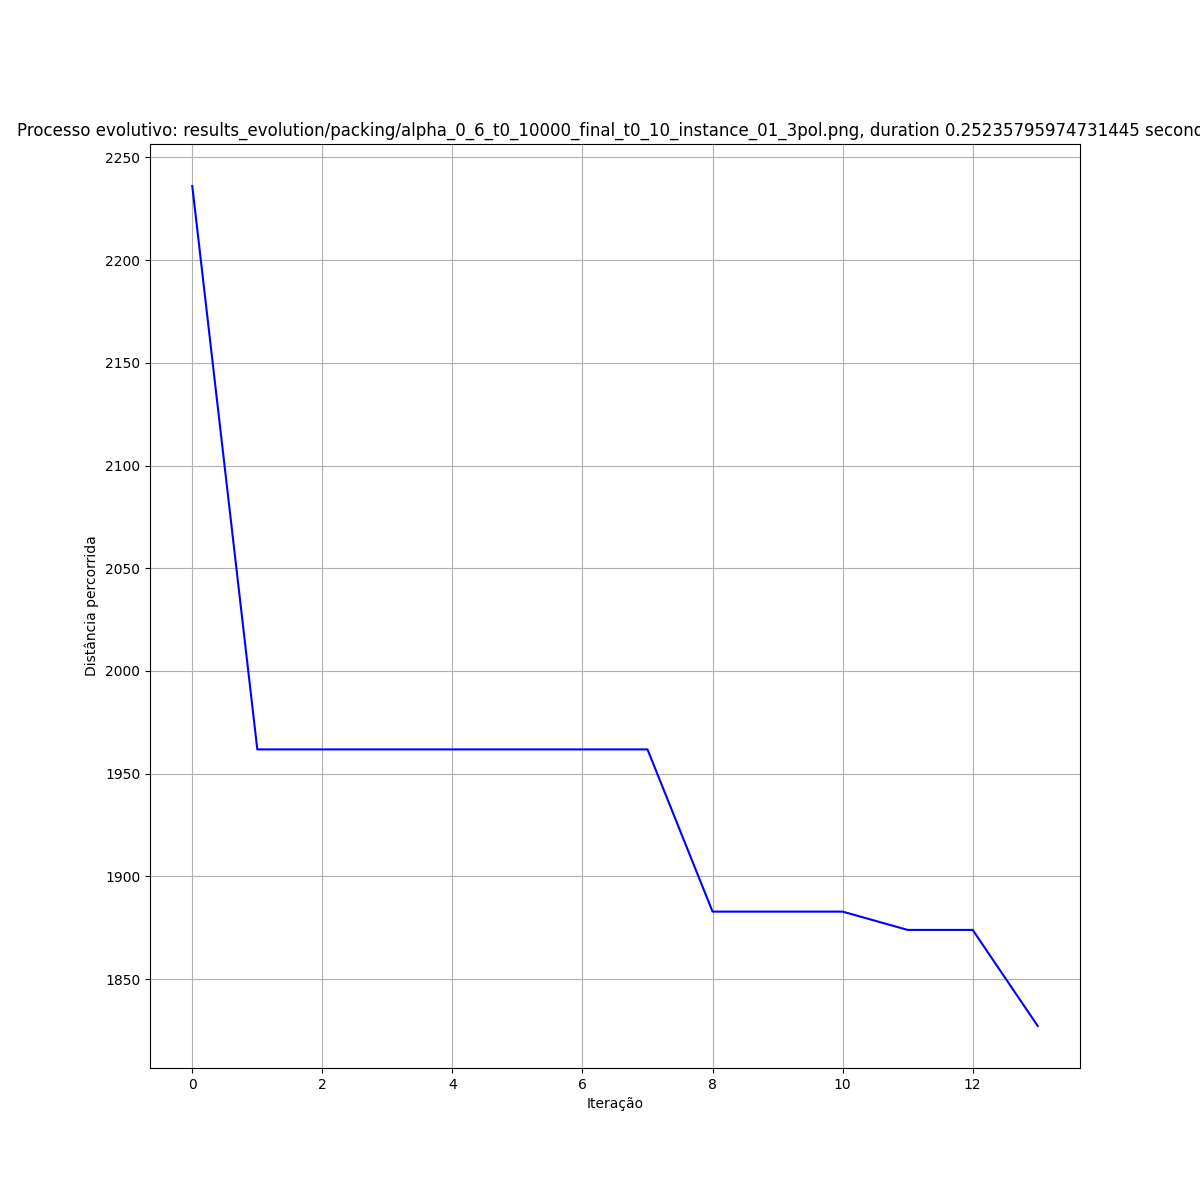 Processo evolutivo: results_evolution/packing/alpha_0_6_t0_10000_final_t0_10_instance_01_3pol.png, duration 0.25235795974731445
2250
2200
2150
2100
2050
2000
1950
1900
1850
Distância percorrida
0 2 4 6 8 10 12
Iteração